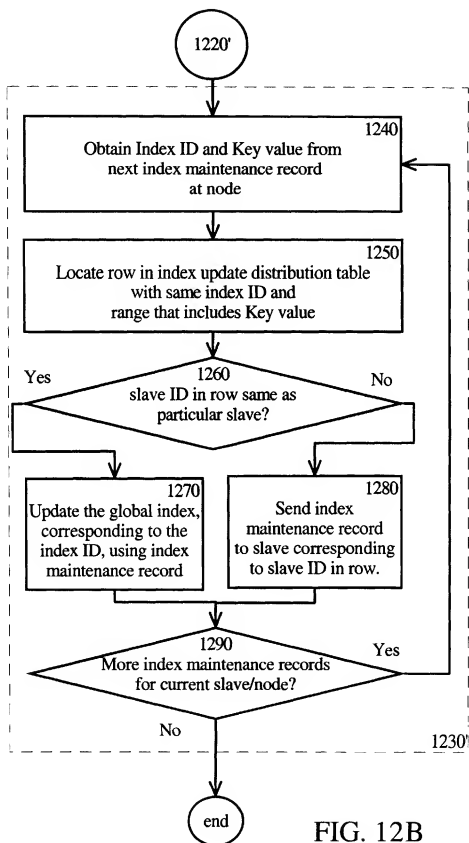 1220'
1240
Obtain Index ID and Key value from
next index maintenance record
at node
1250
Locate row in index update distribution table
with same index ID and
range that includes Key value
1260
Yes
No
slave ID in row same as
particular slave?
1270
Update the global index,
corresponding to the
index ID, using index
maintenance record
1280
Send index
maintenance record
to slave corresponding
to slave ID in row.
1290
Yes
More index maintenance records
for current slave/node?
No
1230'
end
FIG. 12B